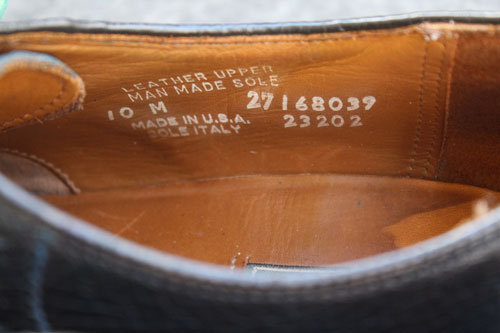 LEATHER UPPER
MAN MADE SOLE
10 M 27168039
MADE IN U.S.A. 23202
SOLE ITALY